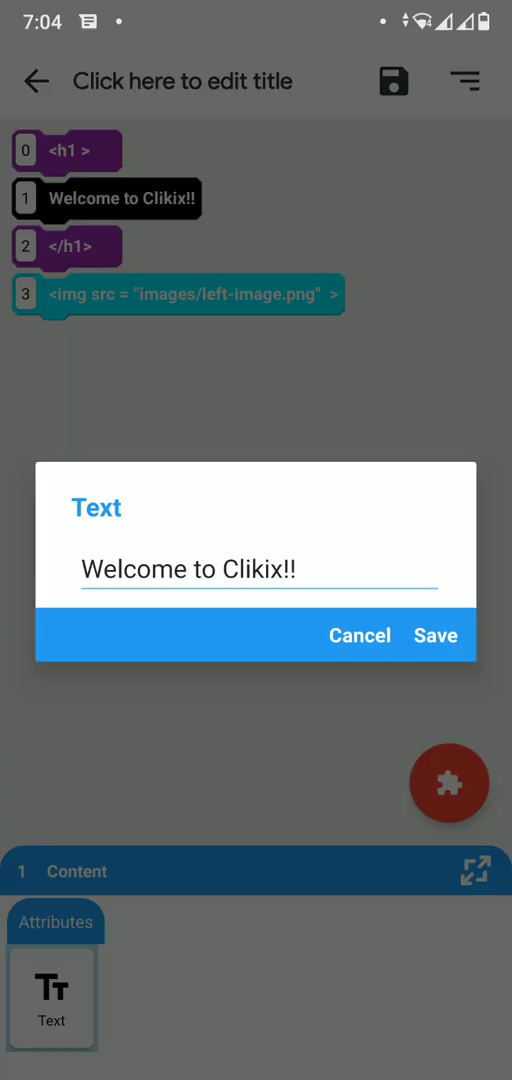 7:04
Click here to edit title
0 <h1 >
1 Welcome to Clikix!!
2 </h1>
3 <img src = "images/left-image.png" >
Text
Welcome to Clikix!!
Cancel Save
1 Content
Attributes
TT
Text